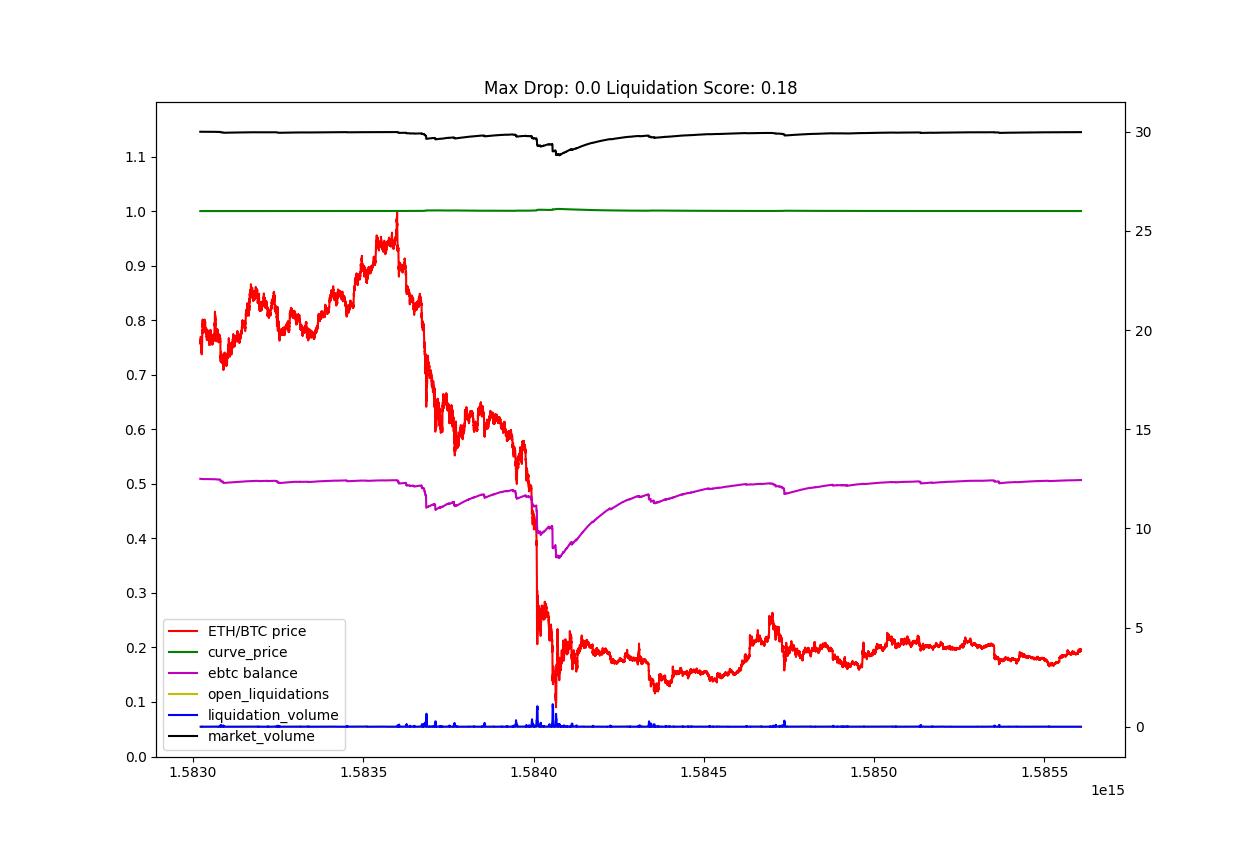 Max Drop: 0.0 Liquidation Score: 0.18
1.1
1.0
0.9
0.8
0.7
0.6
0.5
0.4
0.3
0.2
0.1
0.0
30
25
20
15
10
5
0
ETH/BTC price
curve_price
ebtc balance
open_liquidations
liquidation_volume
market_volume
1.5830 1.5835 1.5840 1.5845 1.5850 1.5855
1e15